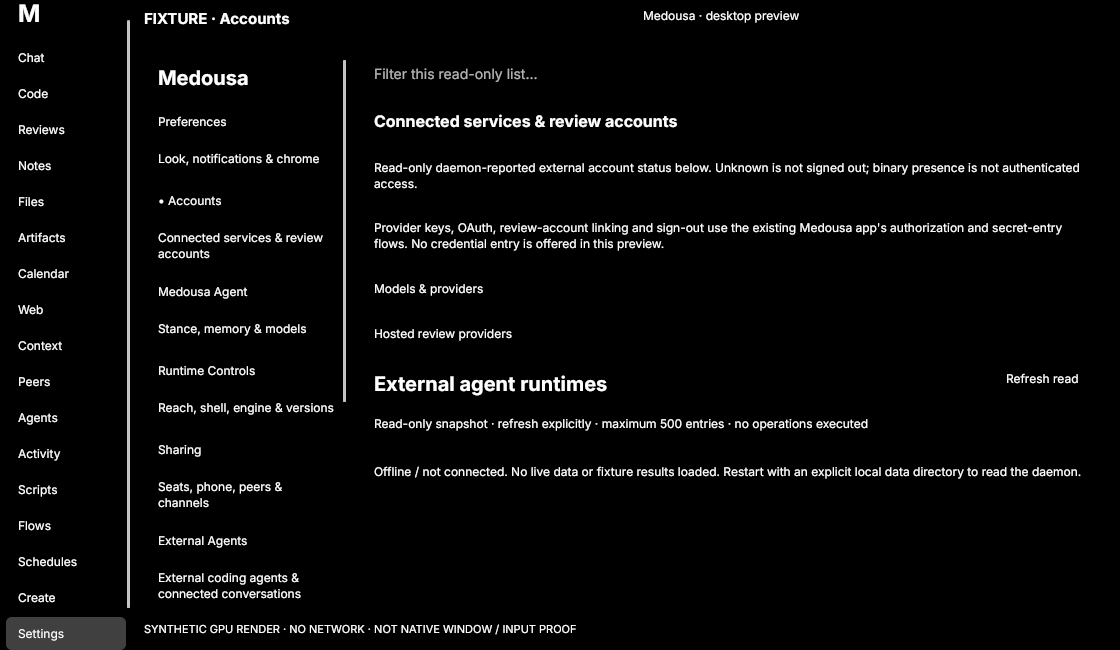 M
FIXTURE · Accounts
Medousa · desktop preview
Chat
Code
Reviews
Notes
Files
Artifacts
Calendar
Web
Context
Peers
Agents
Activity
Scripts
Flows
Schedules
Create
Settings
Medousa
Preferences
Look, notifications & chrome
• Accounts
Connected services & review
accounts
Medousa Agent
Stance, memory & models
Runtime Controls
Reach, shell, engine & versions
Sharing
Seats, phone, peers &
channels
External Agents
External coding agents &
connected conversations
Filter this read-only list...
Connected services & review accounts
Read-only daemon-reported external account status below. Unknown is not signed out; binary presence is not authenticated
access.
Provider keys, OAuth, review-account linking and sign-out use the existing Medousa app's authorization and secret-entry
flows. No credential entry is offered in this preview.
Models & providers
Hosted review providers
External agent runtimes
Refresh read
Read-only snapshot · refresh explicitly · maximum 500 entries · no operations executed
Offline / not connected. No live data or fixture results loaded. Restart with an explicit local data directory to read the daemon.
SYNTHETIC GPU RENDER · NO NETWORK · NOT NATIVE WINDOW / INPUT PROOF